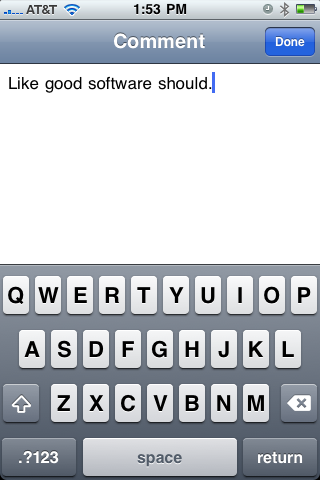 AT&T 1:53 PM
Comment Done
Like good software should.
Q W E R T Y U I O P
A S D F G H J K L
Z X C V B N M
.?123 space return